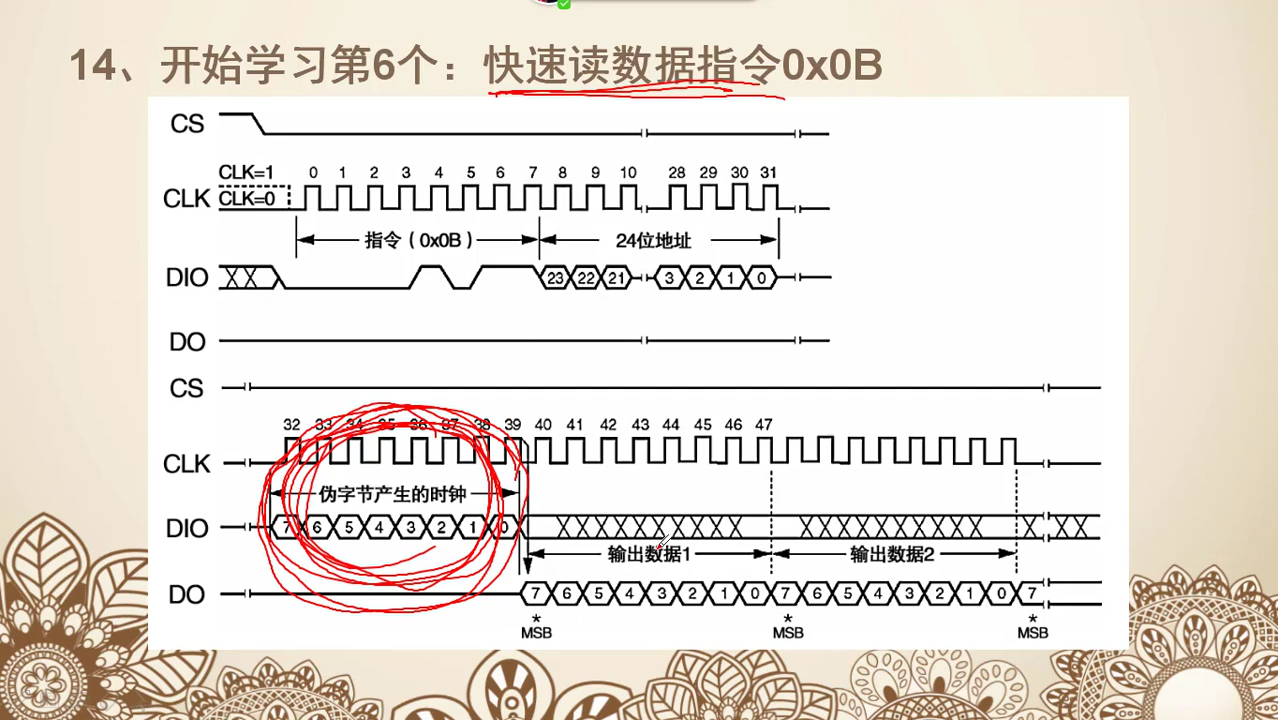 14、开始学习第6个：快速读数据指令0x0B
CS
CLK=1 0 1 2 3 4 5 6 7 8 9 10 28 29 30 31
CLK CLK=0
指令（0x0B） 24位地址
DIO 23 22 21 3 2 1 0
DO
CS
32 33 34 35 36 37 38 39 40 41 42 43 44 45 46 47
CLK
伪字节产生的时钟
DIO 7 6 5 4 3 2 1 0
输出数据1 输出数据2
DO 7 6 5 4 3 2 1 0 7 6 5 4 3 2 1 0 7
* * *
MSB MSB MSB